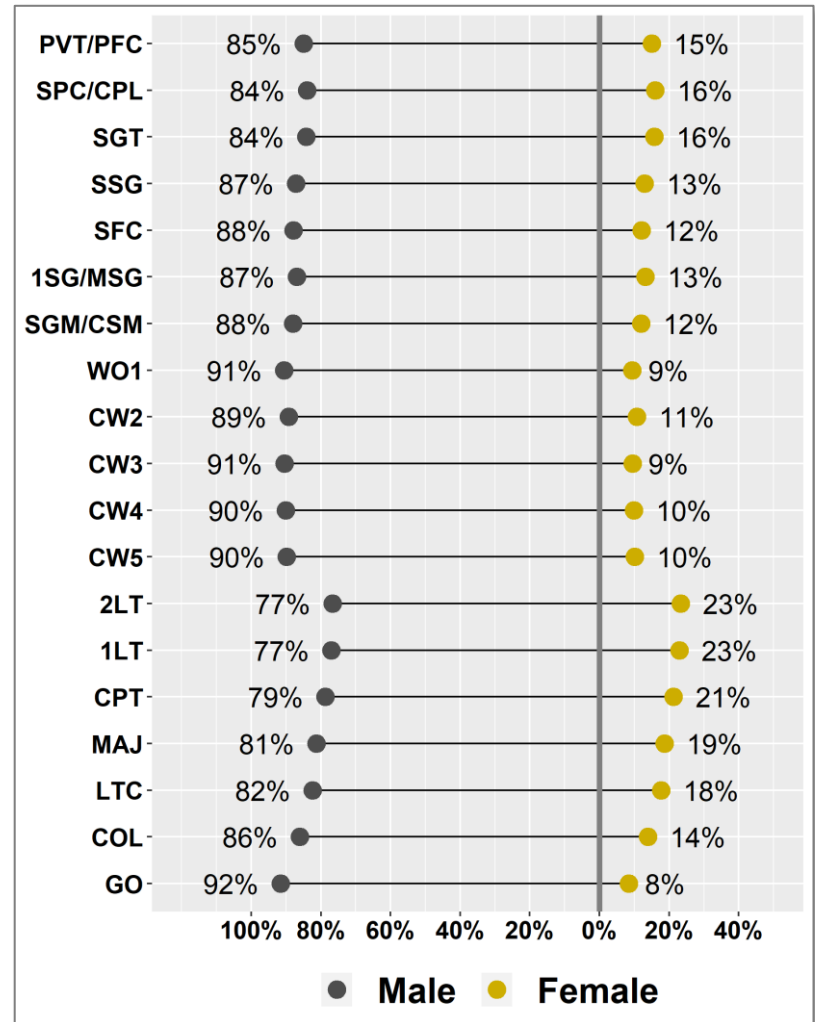 PVT/PFC 85% 15%
SPC/CPL 84% 16%
SGT 84% 16%
SSG 87% 13%
SFC 88% 12%
1SG/MSG 87% 13%
SGM/CSM 88% 12%
WO1 91% 9%
CW2 89% 11%
CW3 91% 9%
CW4 90% 10%
CW5 90% 10%
2LT 77% 23%
1LT 77% 23%
CPT 79% 21%
MAJ 81% 19%
LTC 82% 18%
COL 86% 14%
GO 92% 8%
100% 80% 60% 40% 20% 0% 20% 40%
Male Female